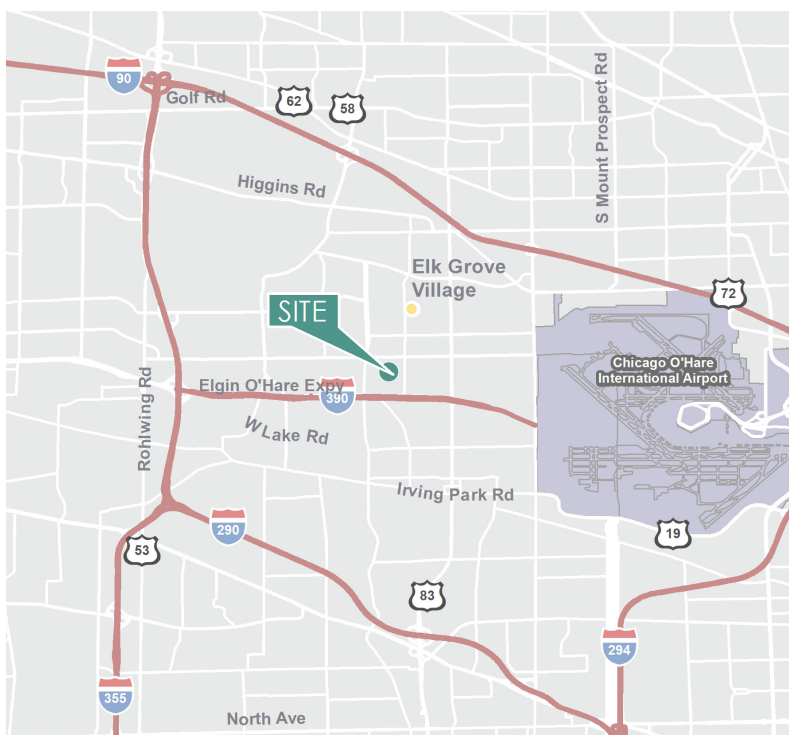 S Mount Prospect Rd
90
Golf Rd
62
58
Higgins Rd
Elk Grove
Village
72
SITE
Chicago O'Hare
International Airport
Rohlwing Rd
Elgin O'Hare Expy
390
W Lake Rd
Irving Park Rd
290
19
53
83
294
355
North Ave